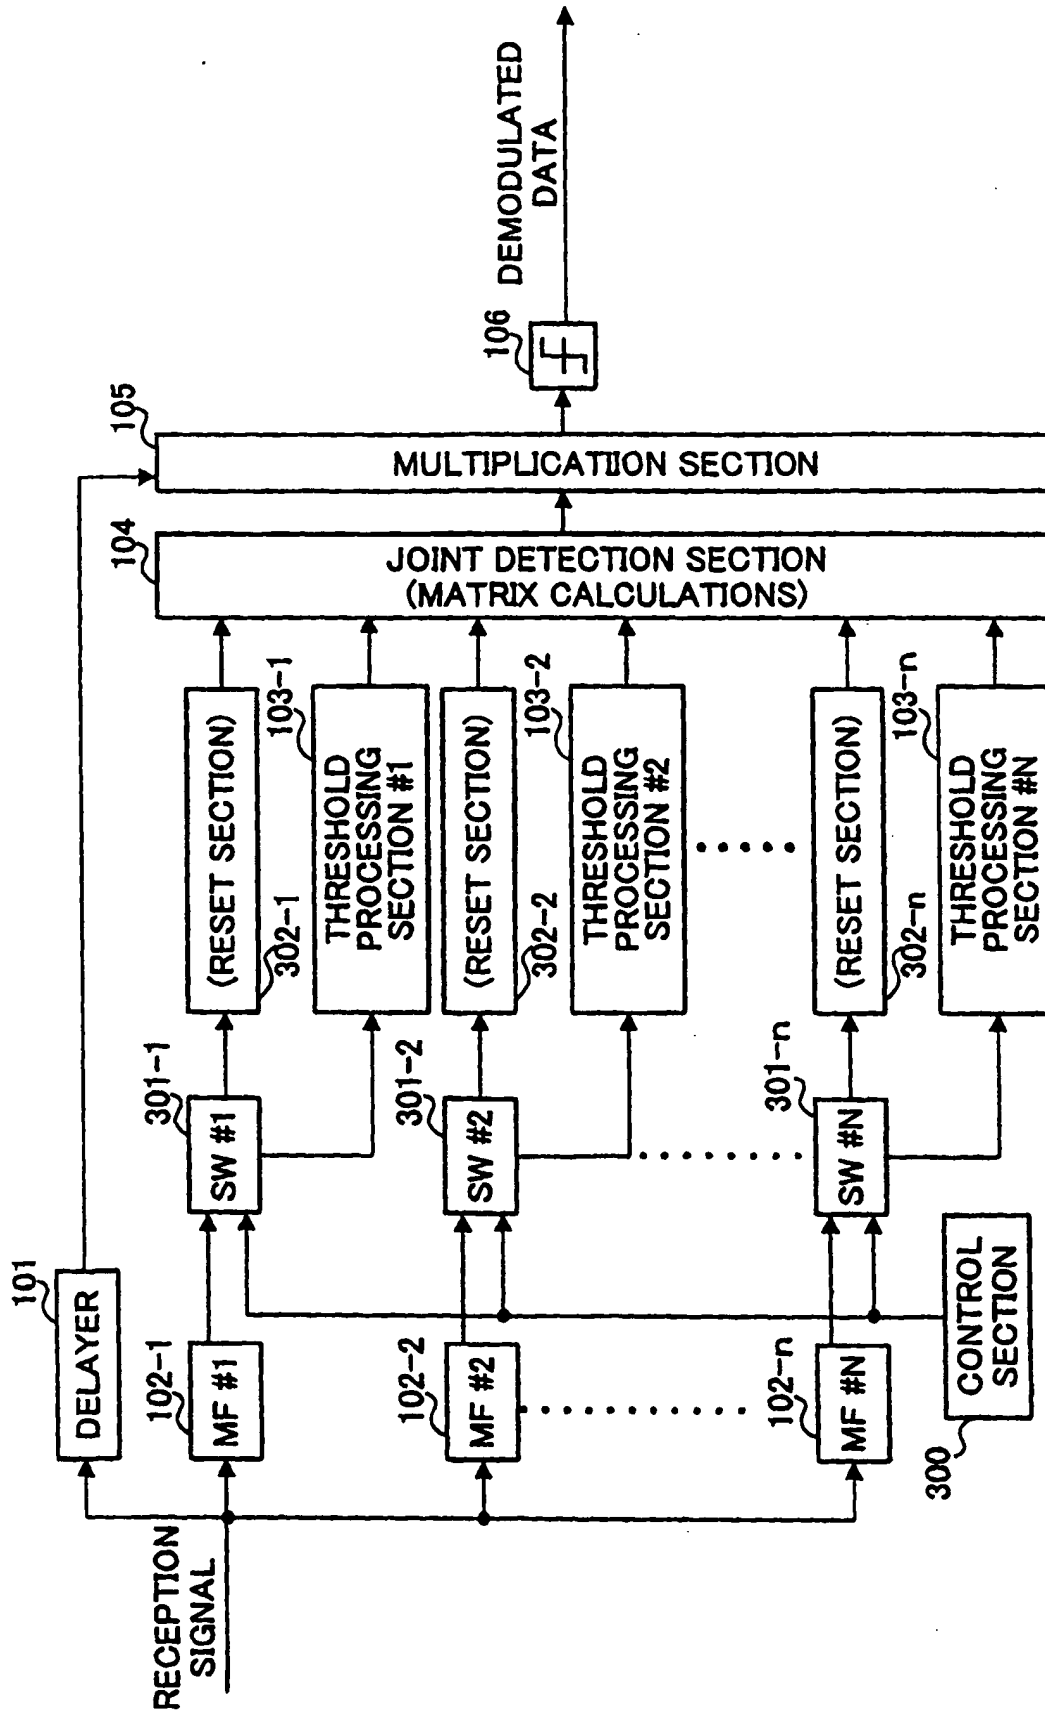 RECEPTION
SIGNAL
101
DELAYER
102-1
MF #1
102-2
MF #2
102-n
MF #N
300
CONTROL
SECTION
301-1
SW #1
301-2
SW #2
301-n
SW #N
302-1
(RESET SECTION)
103-1
THRESHOLD
PROCESSING
SECTION #1
302-2
(RESET SECTION)
103-2
THRESHOLD
PROCESSING
SECTION #2
302-n
(RESET SECTION)
103-n
THRESHOLD
PROCESSING
SECTION #N
104
JOINT DETECTION SECTION
(MATRIX CALCULATIONS)
105
MULTIPLICATIION SECTION
106
DEMODULATED
DATA